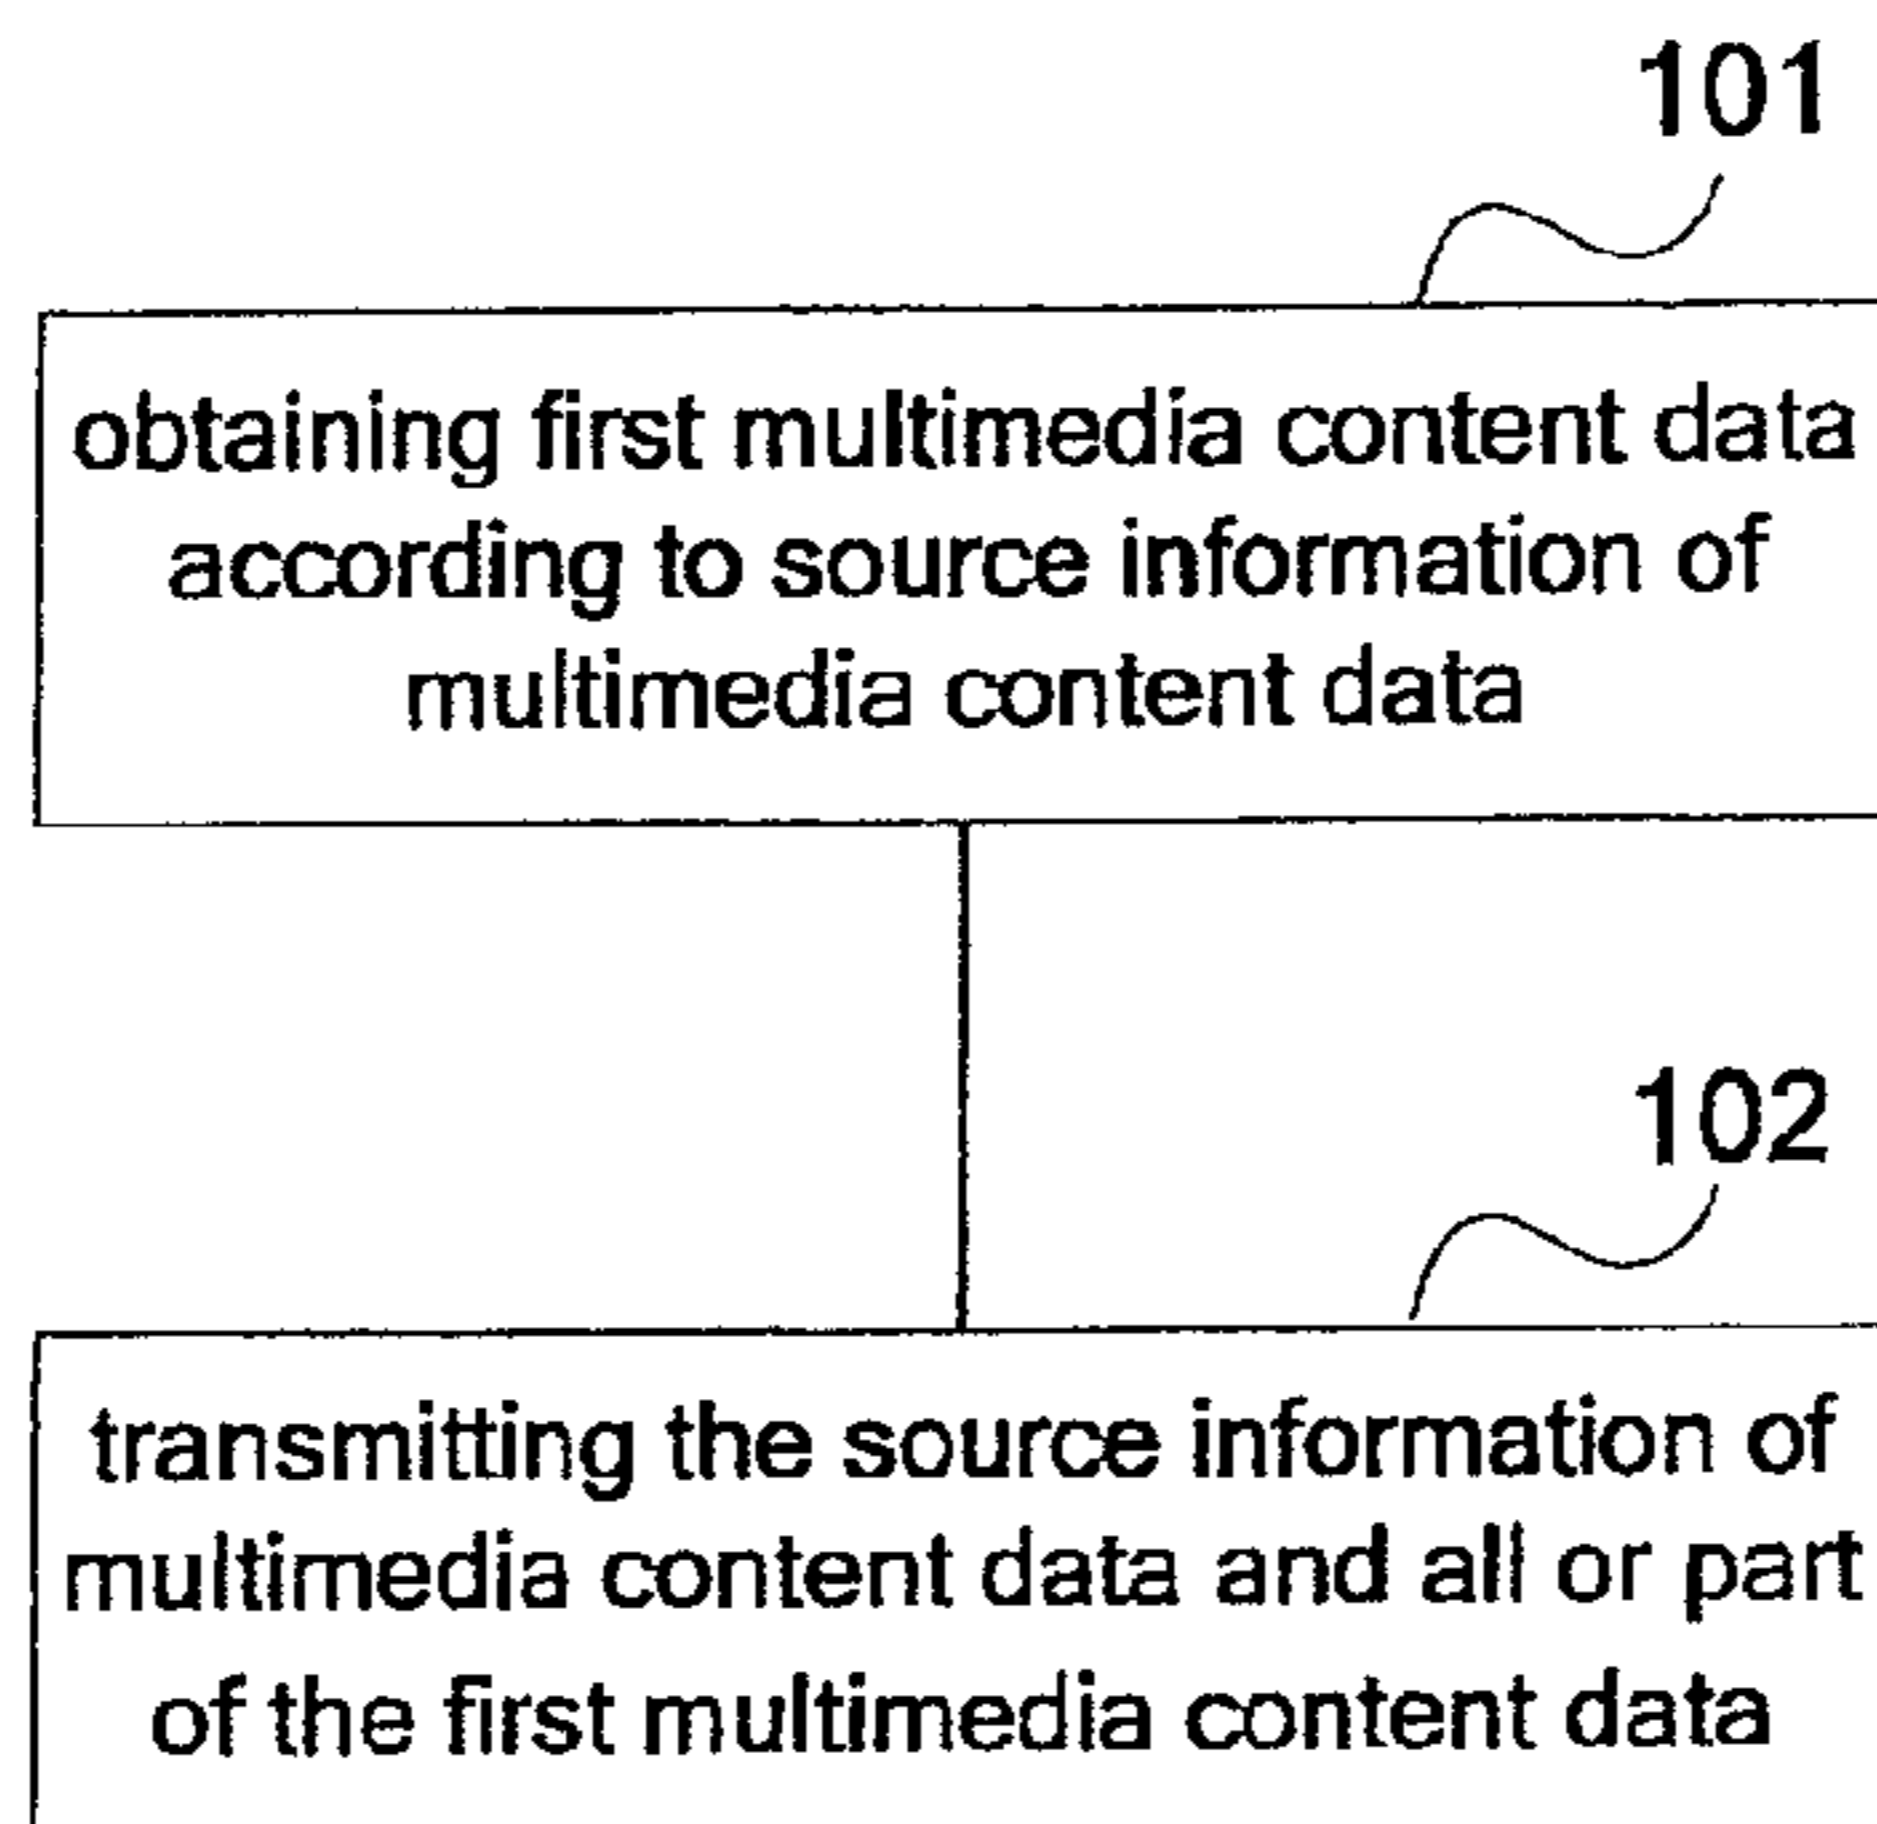 101
obtaining first multimedia content data
according to source information of
multimedia content data
102
transmitting the source information of
multimedia content data and all or part
of the first multimedia content data